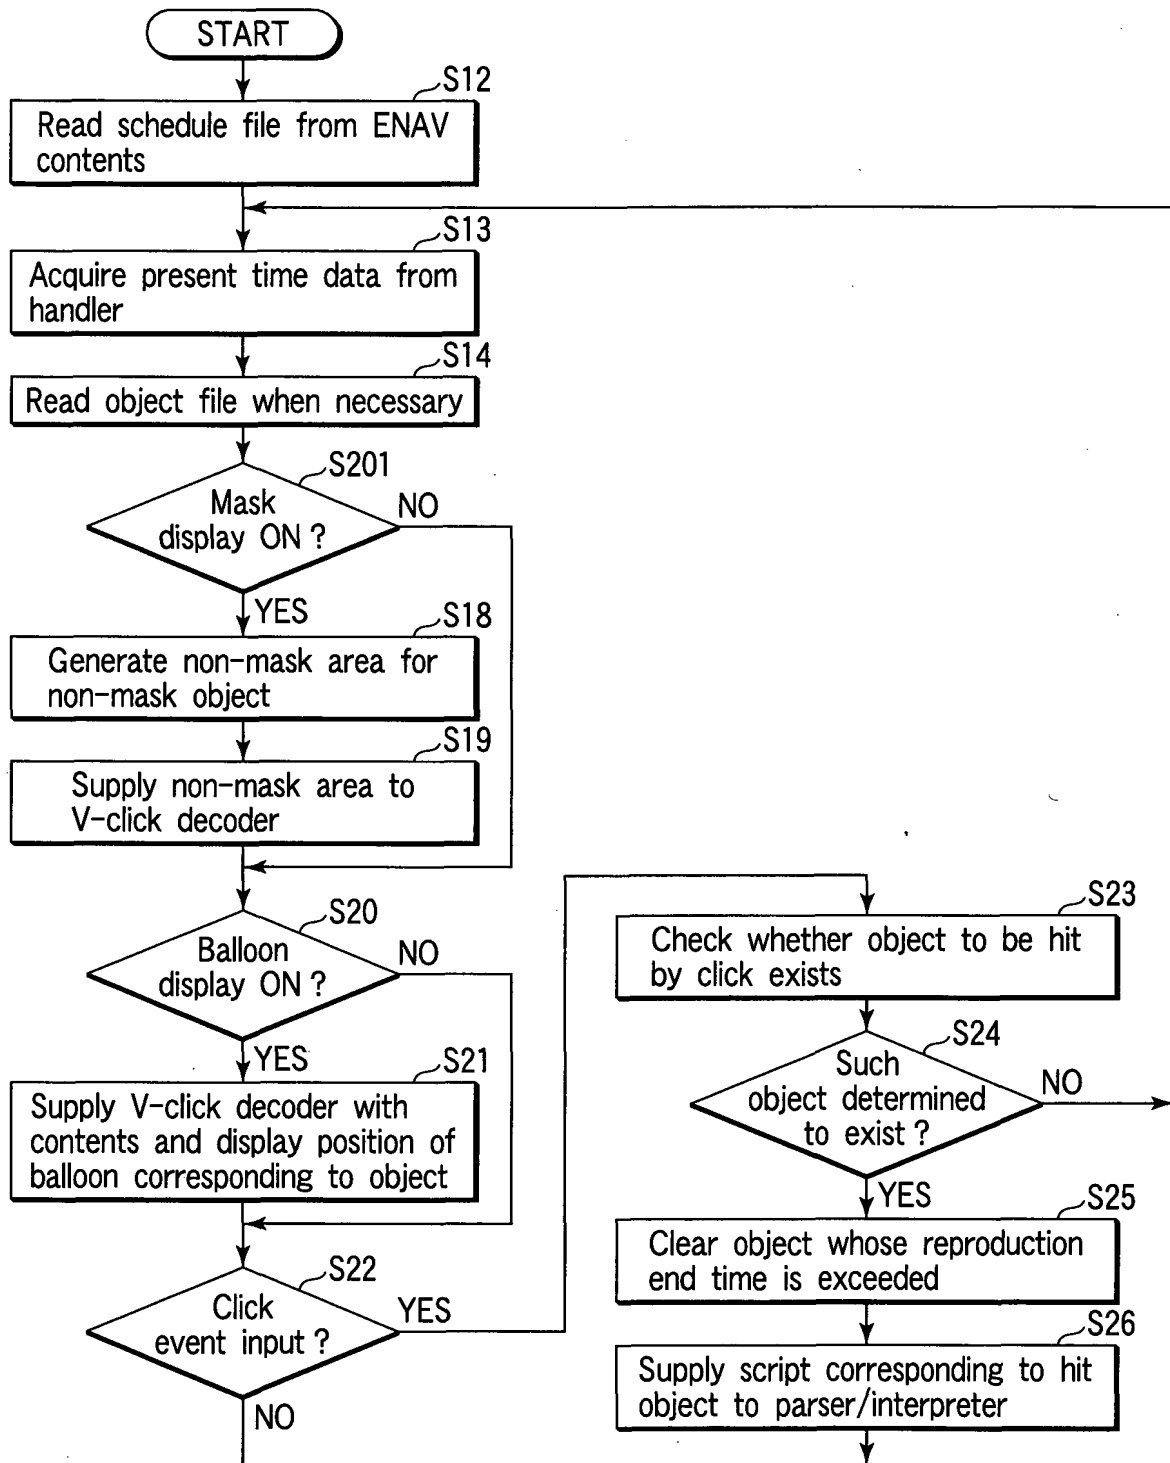 START
S12
Read schedule file from ENAV
contents
S13
Acquire present time data from
handler
S14
Read object file when necessary
S201
Mask
display ON ?
NO
YES
S18
Generate non-mask area for
non-mask object
S19
Supply non-mask area to
V-click decoder
S20
Balloon
display ON ?
NO
YES
S21
Supply V-click decoder with
contents and display position of
balloon corresponding to object
S22
Click
event input ?
YES
NO
S23
Check whether object to be hit
by click exists
S24
Such
object determined
to exist ?
NO
YES
S25
Clear object whose reproduction
end time is exceeded
S26
Supply script corresponding to hit
object to parser/interpreter